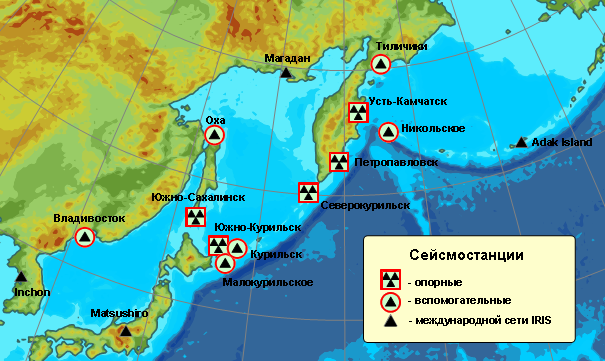 Тиличики
Магадан
Усть-Камчатск
Оха
Никольское
Adak Island
Петропавловск
Южно-Сахалинск
Северокурильск
Владивосток
Южно-Курильск
Курильск
Малокурильское
Inchon
Matsushiro
Сейсмостанции
- опорные
- вспомогательные
- международной сети IRIS